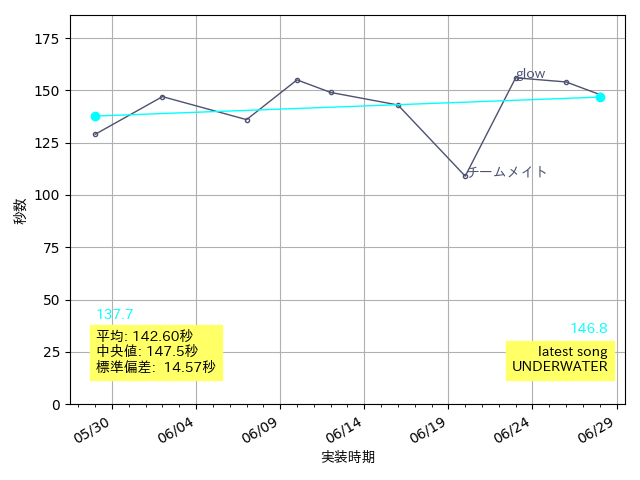 175
150
125
100
75
50
25
0
秒数
glow
チームメイト
137.7
146.8
平均: 142.60秒
中央値: 147.5秒
標準偏差:  14.57秒
latest song
UNDERWATER
05/30
06/04
06/09
06/14
06/19
06/24
06/29
実装時期